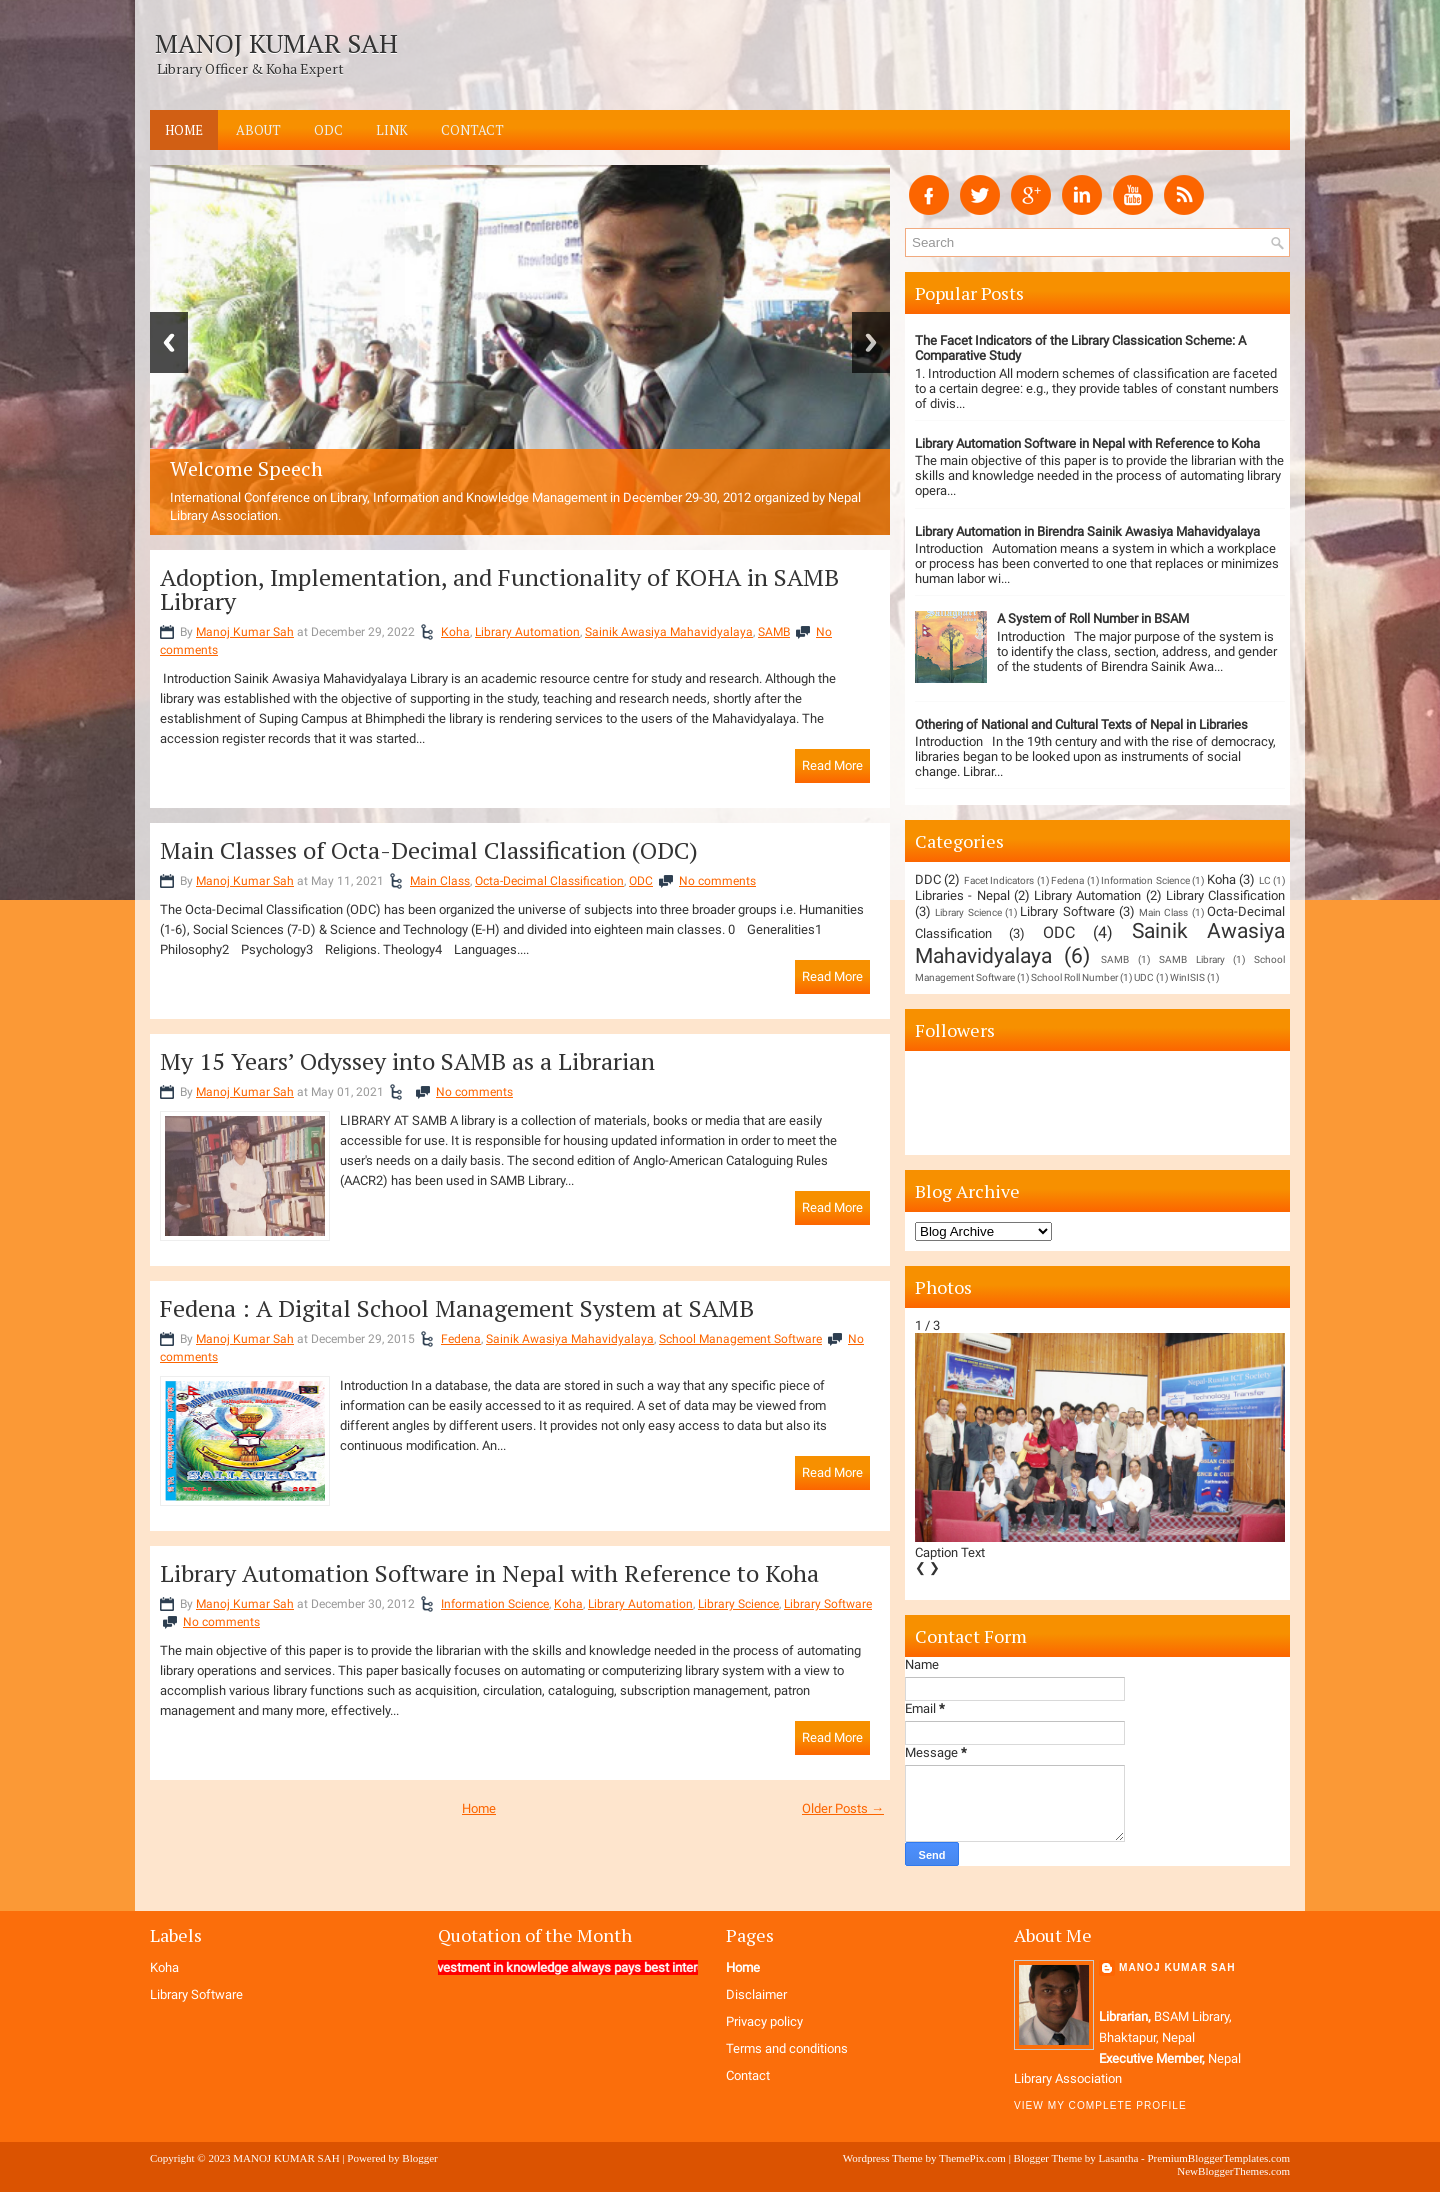 MANOJ KUMAR SAH
Library Officer & Koha Expert
HOME
ABOUT
ODC
LINK
CONTACT
Welcome Speech
International Conference on Library, Information and Knowledge Management in December 29-30, 2012 organized by Nepal
Library Association.
Adoption, Implementation, and Functionality of KOHA in SAMB
Library
By Manoj Kumar Sah at December 29, 2022 Koha, Library Automation, Sainik Awasiya Mahavidyalaya, SAMB No
comments
Introduction Sainik Awasiya Mahavidyalaya Library is an academic resource centre for study and research. Although the
library was established with the objective of supporting in the study, teaching and research needs, shortly after the
establishment of Suping Campus at Bhimphedi the library is rendering services to the users of the Mahavidyalaya. The
accession register records that it was started...
Read More
Main Classes of Octa-Decimal Classification (ODC)
By Manoj Kumar Sah at May 11, 2021 Main Class, Octa-Decimal Classification, ODC No comments
The Octa-Decimal Classification (ODC) has been organized the universe of subjects into three broader groups i.e. Humanities
(1-6), Social Sciences (7-D) & Science and Technology (E-H) and divided into eighteen main classes. 0 Generalities1
Philosophy2 Psychology3 Religions. Theology4 Languages....
Read More
My 15 Years’ Odyssey into SAMB as a Librarian
By Manoj Kumar Sah at May 01, 2021 No comments
LIBRARY AT SAMB A library is a collection of materials, books or media that are easily
accessible for use. It is responsible for housing updated information in order to meet the
user's needs on a daily basis. The second edition of Anglo-American Cataloguing Rules
(AACR2) has been used in SAMB Library...
Read More
Fedena : A Digital School Management System at SAMB
By Manoj Kumar Sah at December 29, 2015 Fedena, Sainik Awasiya Mahavidyalaya, School Management Software No
comments
Introduction In a database, the data are stored in such a way that any specific piece of
information can be easily accessed to it as required. A set of data may be viewed from
different angles by different users. It provides not only easy access to data but also its
continuous modification. An...
Read More
Library Automation Software in Nepal with Reference to Koha
By Manoj Kumar Sah at December 30, 2012 Information Science, Koha, Library Automation, Library Science, Library Software
No comments
The main objective of this paper is to provide the librarian with the skills and knowledge needed in the process of automating
library operations and services. This paper basically focuses on automating or computerizing library system with a view to
accomplish various library functions such as acquisition, circulation, cataloguing, subscription management, patron
management and many more, effectively...
Read More
Home
Older Posts →
Search
Popular Posts
The Facet Indicators of the Library Classication Scheme: A
Comparative Study
1. Introduction All modern schemes of classification are faceted
to a certain degree: e.g., they provide tables of constant numbers
of divis...
Library Automation Software in Nepal with Reference to Koha
The main objective of this paper is to provide the librarian with the
skills and knowledge needed in the process of automating library
opera...
Library Automation in Birendra Sainik Awasiya Mahavidyalaya
Introduction Automation means a system in which a workplace
or process has been converted to one that replaces or minimizes
human labor wi...
A System of Roll Number in BSAM
Introduction The major purpose of the system is
to identify the class, section, address, and gender
of the students of Birendra Sainik Awa...
Othering of National and Cultural Texts of Nepal in Libraries
Introduction In the 19th century and with the rise of democracy,
libraries began to be looked upon as instruments of social
change. Librar...
Categories
DDC (2) Facet Indicators (1) Fedena (1) Information Science (1) Koha (3) LC (1)
Libraries - Nepal (2) Library Automation (2) Library Classification
(3) Library Science (1) Library Software (3) Main Class (1) Octa-Decimal
Classification (3) ODC (4) Sainik Awasiya
Mahavidyalaya (6) SAMB (1) SAMB Library (1) School
Management Software (1) School Roll Number (1) UDC (1) WinISIS (1)
Followers
Blog Archive
Blog Archive
Photos
1 / 3
Nepal-Russia ICT Society
Technology Transfer
Caption Text
❮ ❯
Contact Form
Name
Email *
Message *
Send
Labels
Koha
Library Software
Quotation of the Month
vestment in knowledge always pays best inter
Pages
Home
Disclaimer
Privacy policy
Terms and conditions
Contact
About Me
MANOJ KUMAR SAH
Librarian, BSAM Library,
Bhaktapur, Nepal
Executive Member, Nepal
Library Association
VIEW MY COMPLETE PROFILE
Copyright © 2023 MANOJ KUMAR SAH | Powered by Blogger
Wordpress Theme by ThemePix.com | Blogger Theme by Lasantha - PremiumBloggerTemplates.com
NewBloggerThemes.com